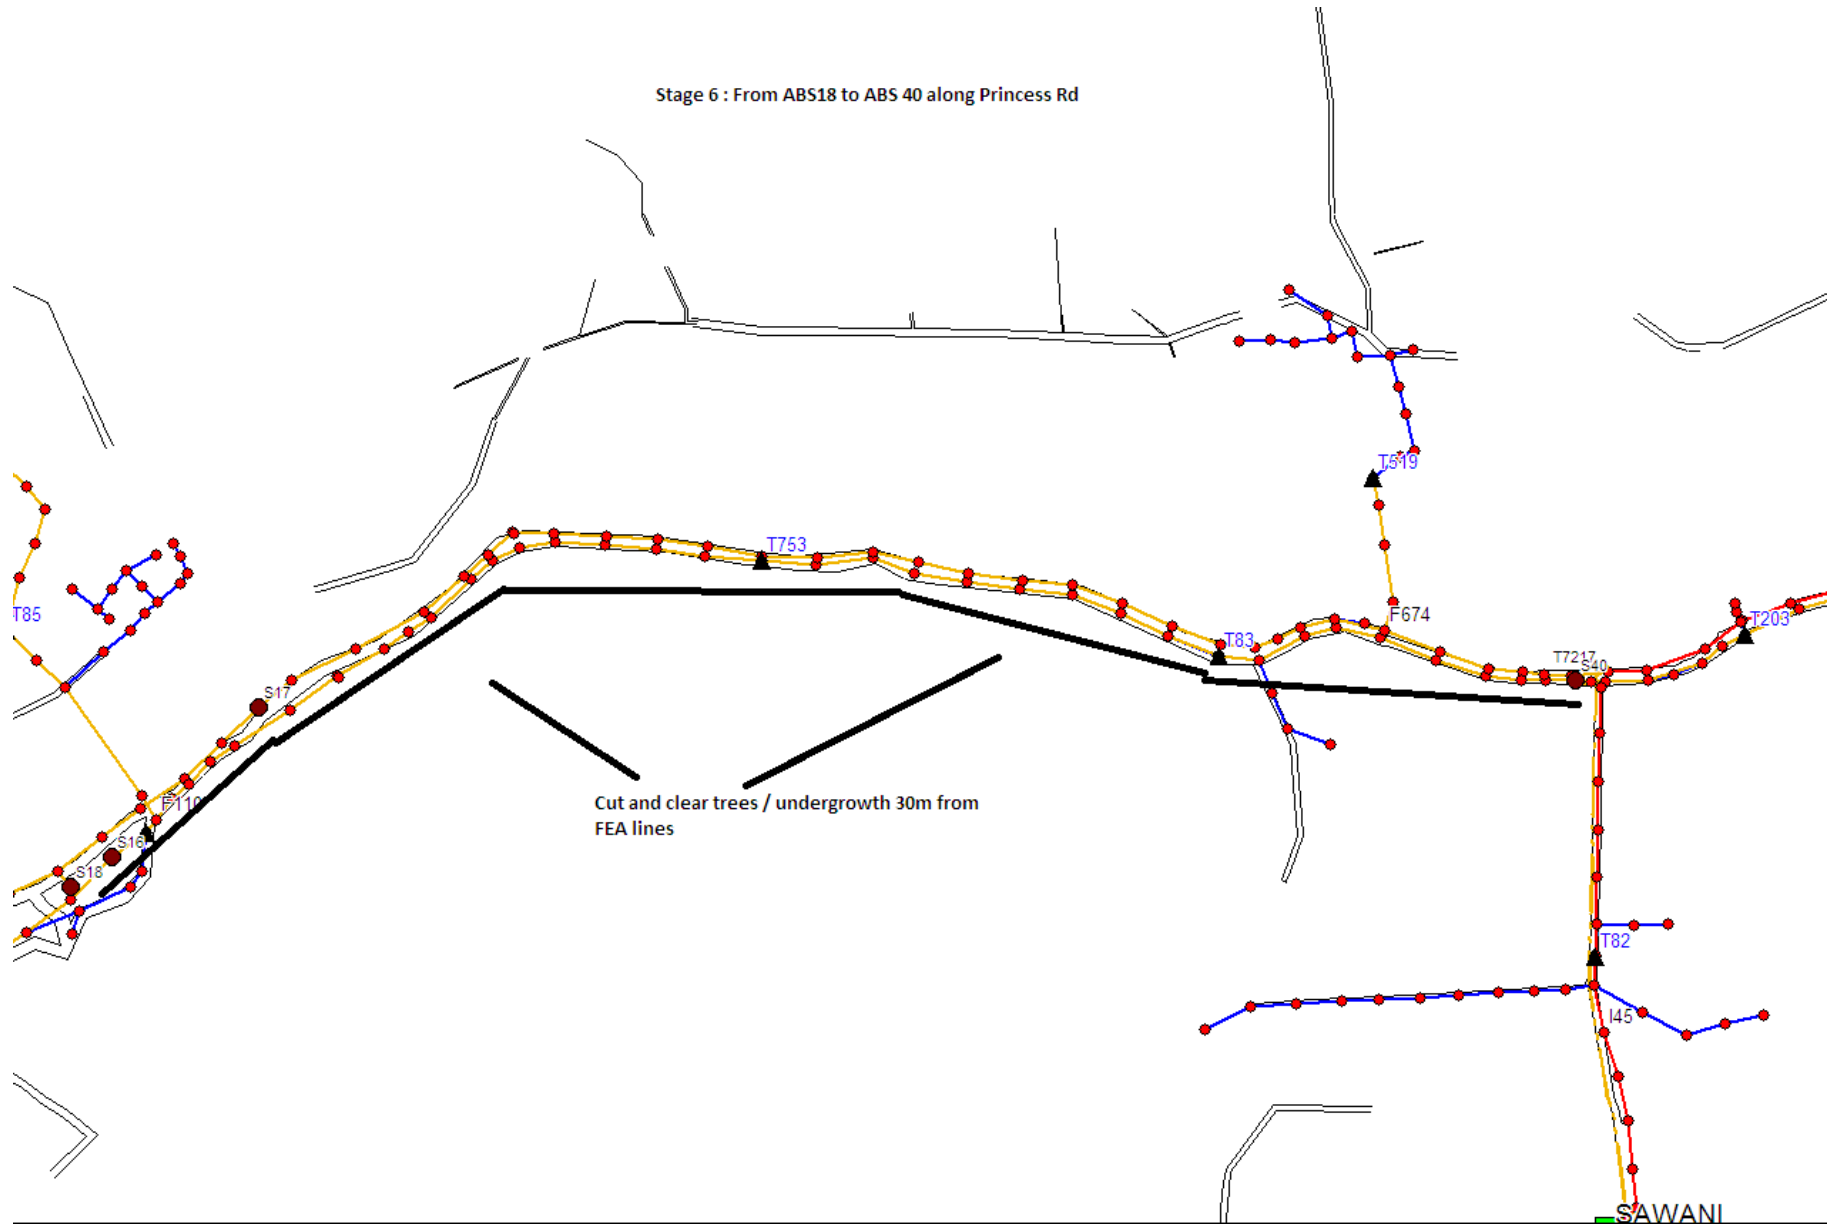 Stage 6 : From ABS18 to ABS 40 along Princess Rd
T519
T753
T85
F674
T203
T83
T7217
S40
S17
F110
Cut and clear trees / undergrowth 30m from
FEA lines
S16
S18
T82
I45
SAWANI